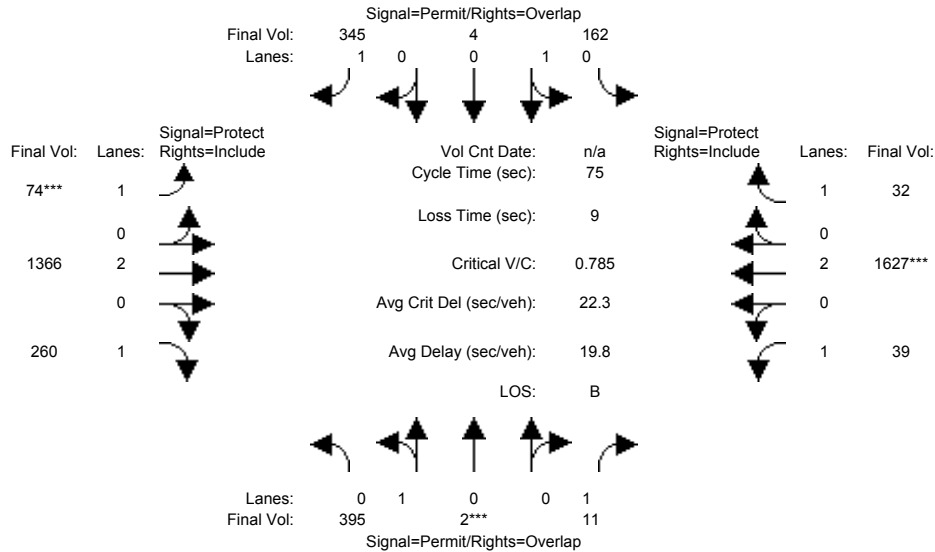 Signal=Permit/Rights=Overlap
Final Vol: 345 4 162
Lanes: 1 0 0 1 0
Signal=Protect
Final Vol: Lanes: Rights=Include
Vol Cnt Date: n/a
Signal=Protect
Rights=Include Lanes: Final Vol:
Cycle Time (sec): 75
74*** 1
1 32
Loss Time (sec): 9
0
0
1366 2
Critical V/C: 0.785
2 1627***
0
Avg Crit Del (sec/veh): 22.3
0
260 1
Avg Delay (sec/veh): 19.8
1 39
LOS: B
Lanes: 0 1 0 0 1
Final Vol: 395 2*** 11
Signal=Permit/Rights=Overlap